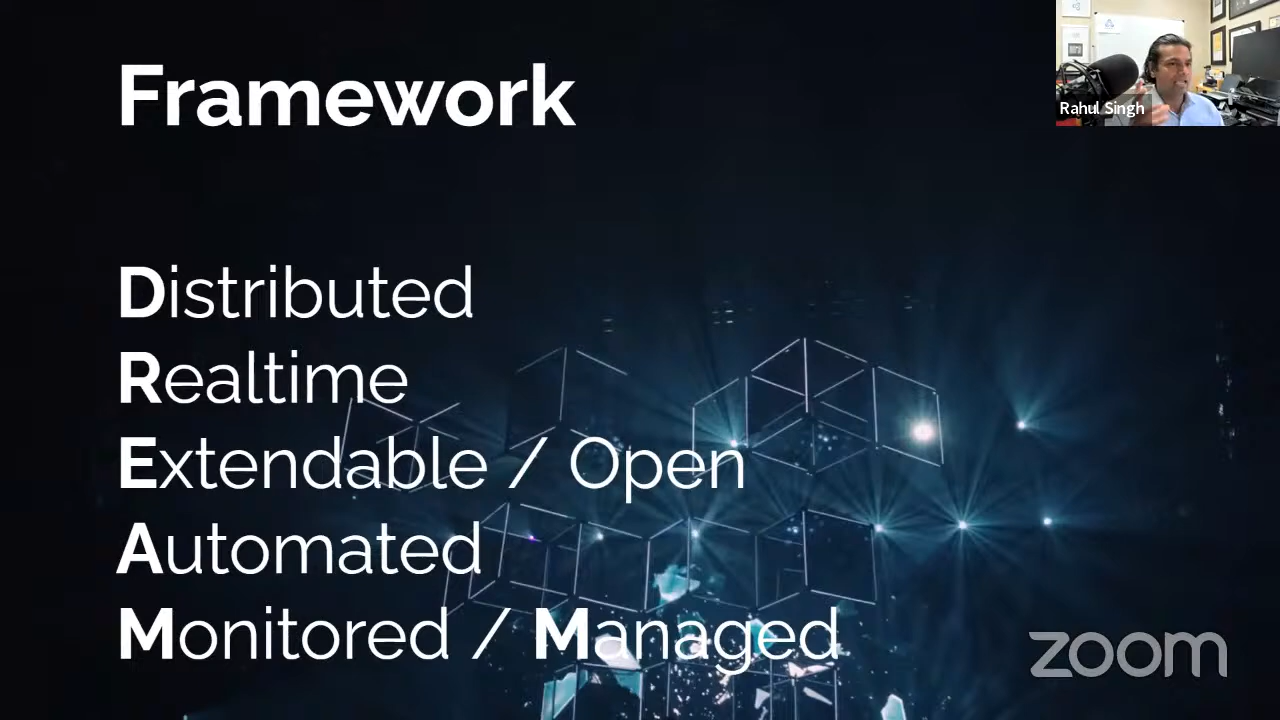 Framework
Rahul Singh
Distributed
Realtime
Extendable / Open
Automated
Monitored / Managed
zoom